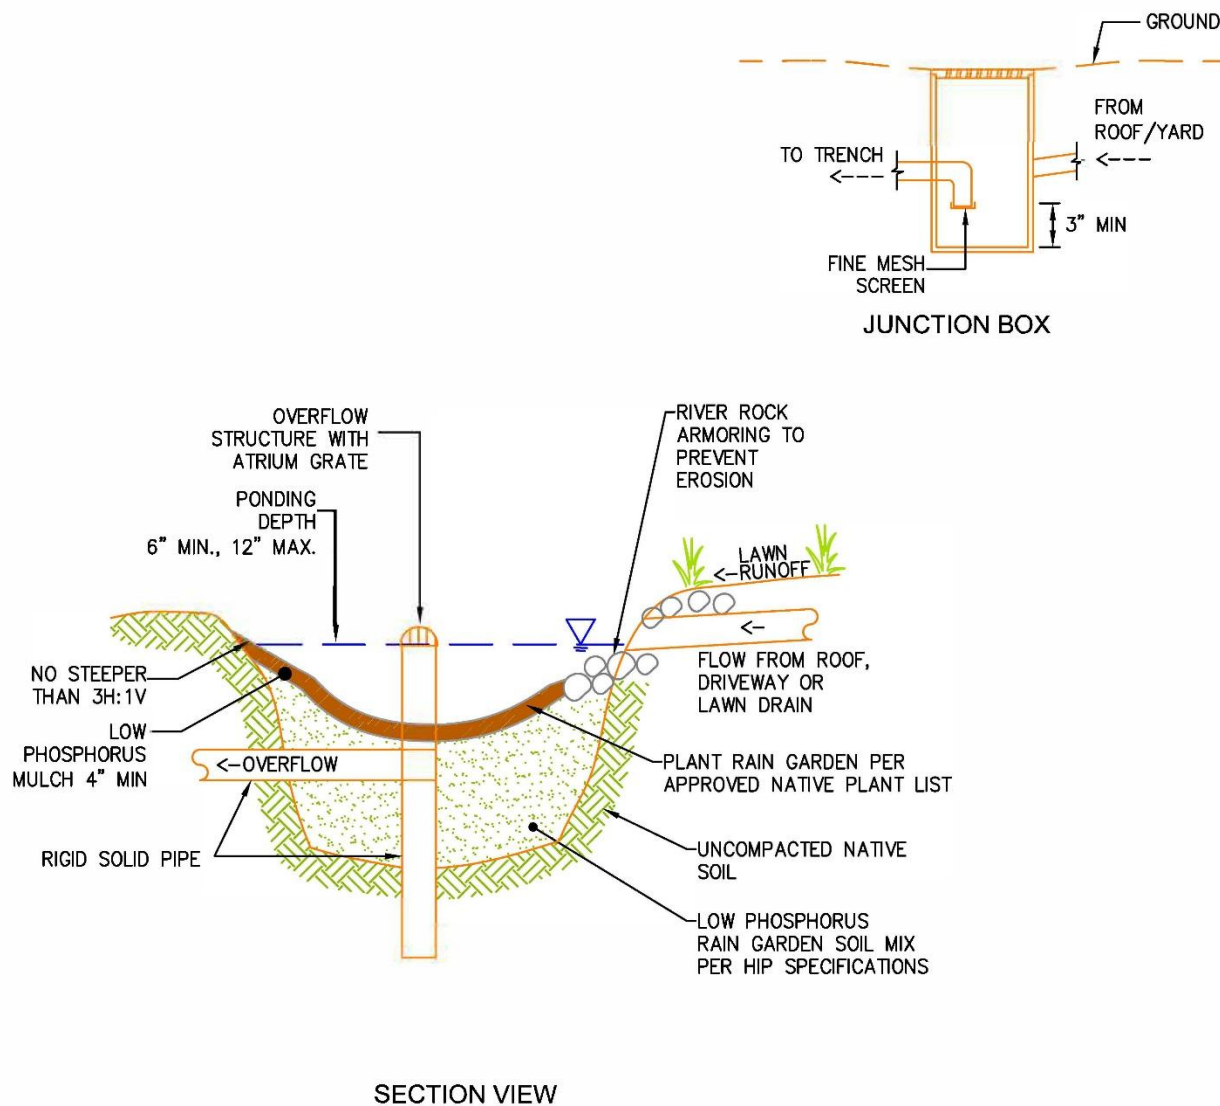 GROUND
FROM
ROOF/YARD
TO TRENCH
3" MIN
FINE MESH
SCREEN
JUNCTION BOX
OVERFLOW
STRUCTURE WITH
ATRIUM GRATE
RIVER ROCK
ARMORING TO
PREVENT
EROSION
PONDING
DEPTH
6" MIN., 12" MAX.
LAWN
RUNOFF
NO STEEPER
THAN 3H:1V
FLOW FROM ROOF,
DRIVEWAY OR
LAWN DRAIN
LOW
PHOSPHORUS
MULCH 4" MIN
OVERFLOW
PLANT RAIN GARDEN PER
APPROVED NATIVE PLANT LIST
RIGID SOLID PIPE
UNCOMPACTED NATIVE
SOIL
LOW PHOSPHORUS
RAIN GARDEN SOIL MIX
PER HIP SPECIFICATIONS
SECTION VIEW